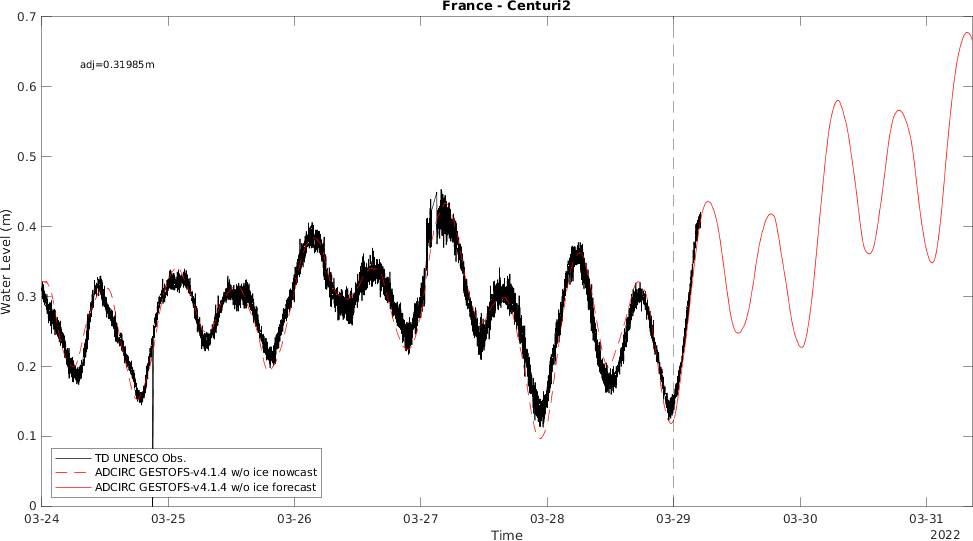 France - Centuri2
adj=0.31985m
Water Level (m)
0.7
0.6
0.5
0.4
0.3
0.2
0.1
0
TD UNESCO Obs.
ADCIRC GESTOFS-v4.1.4 w/o ice nowcast
ADCIRC GESTOFS-v4.1.4 w/o ice forecast
03-24 03-25 03-26 03-27 03-28 03-29 03-30 03-31
Time
2022